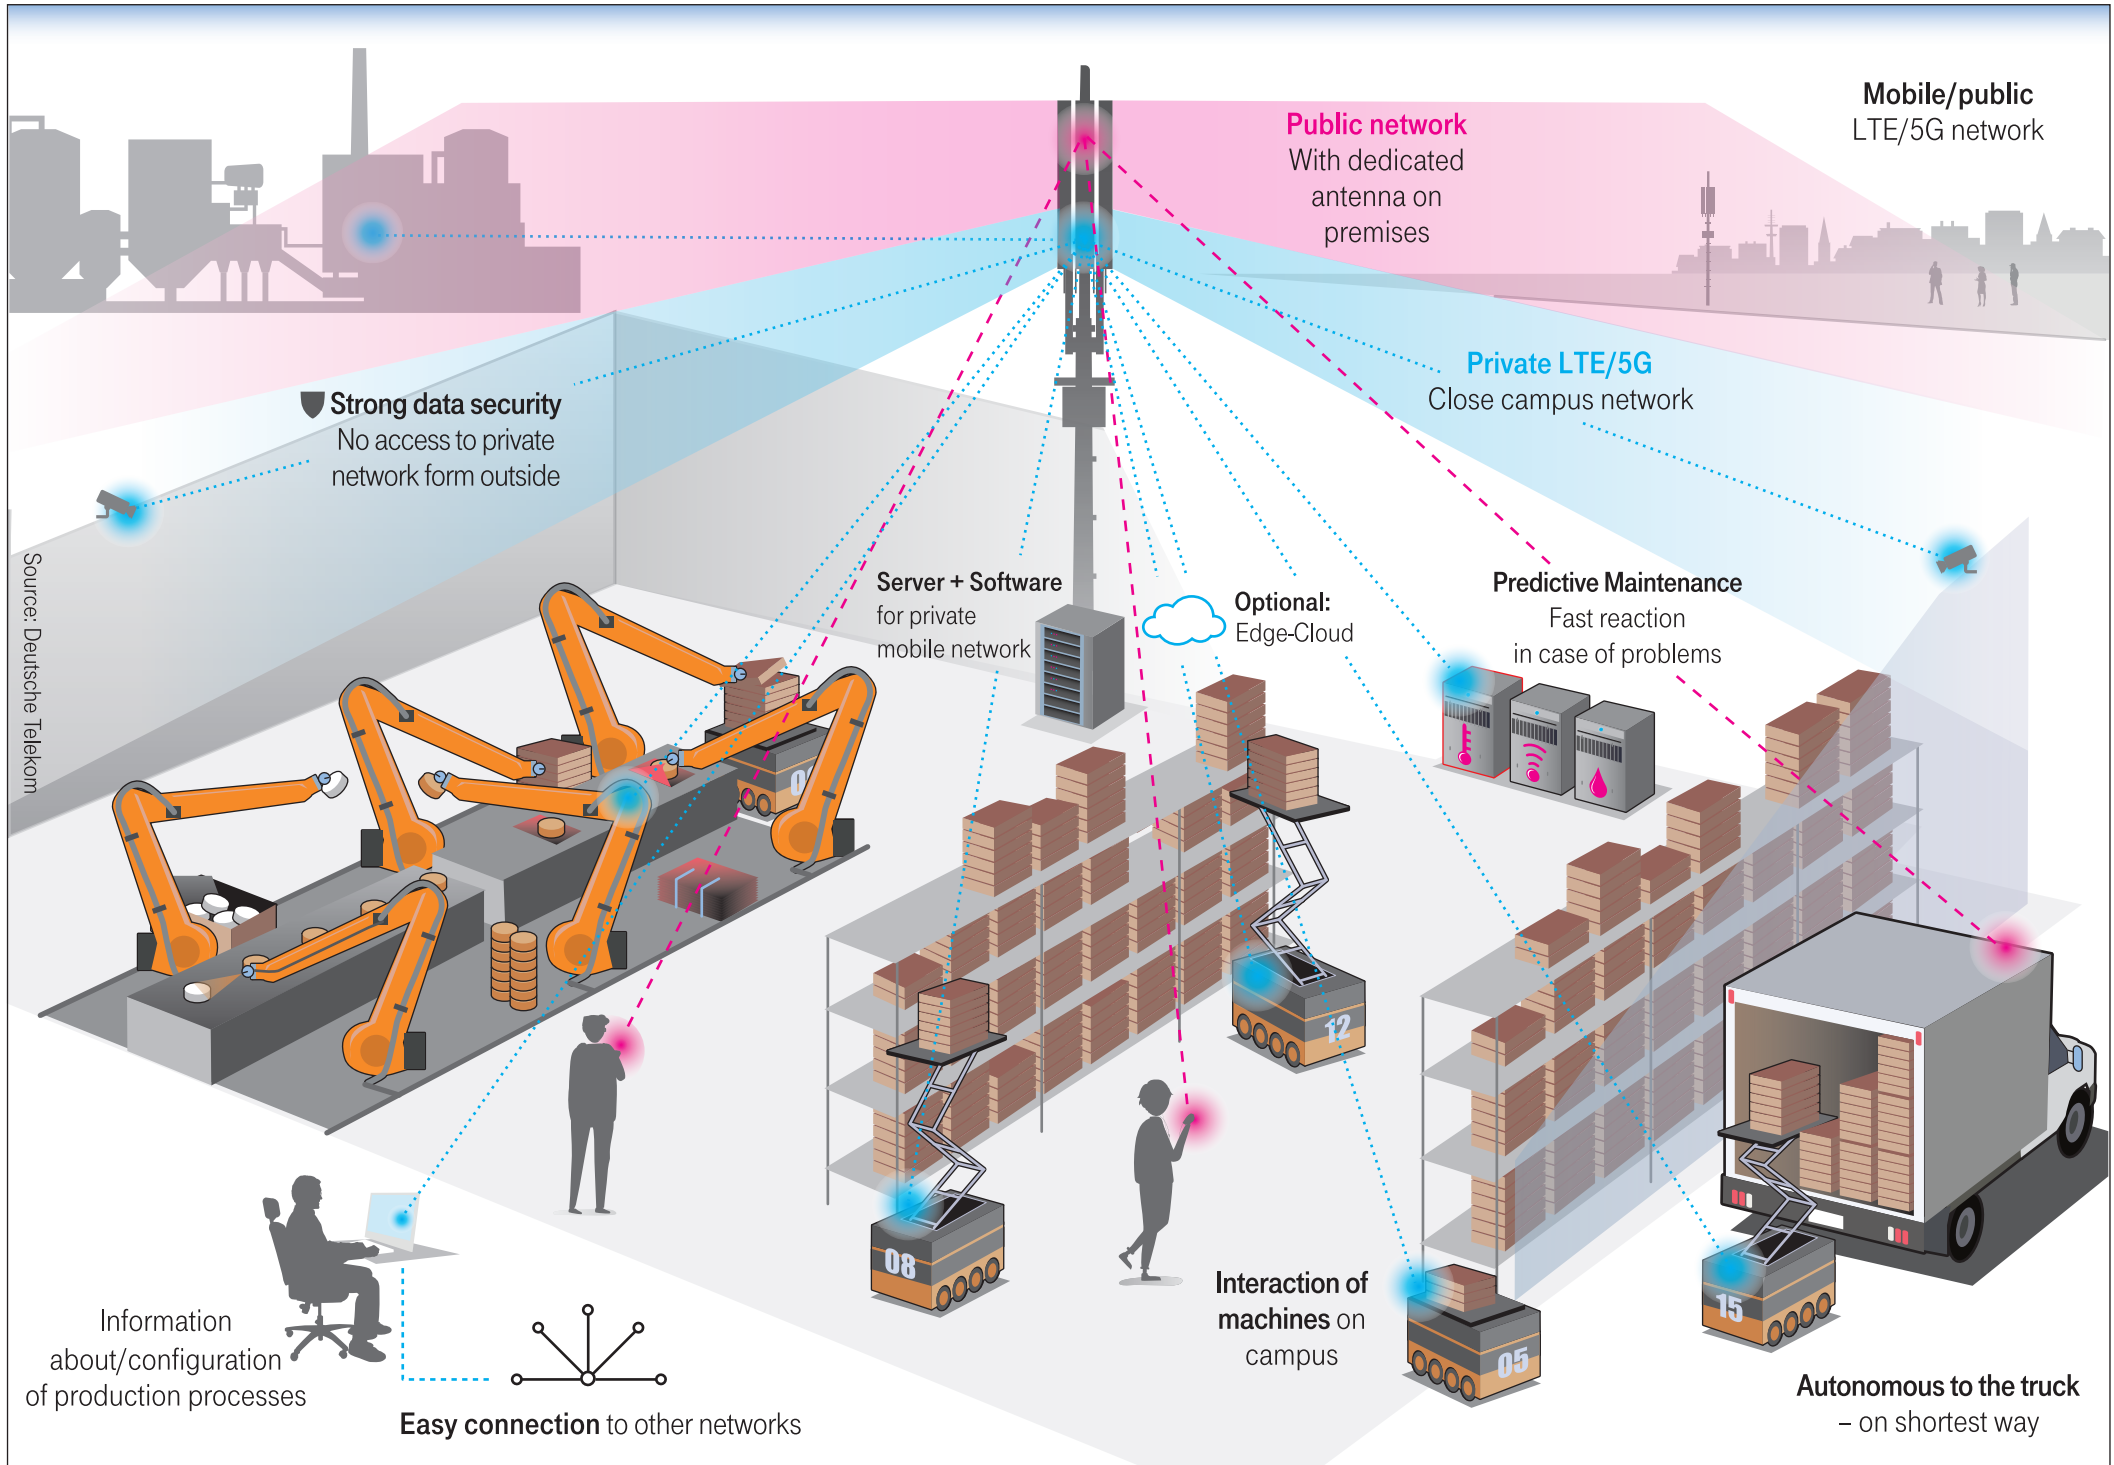 Mobile/public
LTE/5G network
Public network
With dedicated
antenna on
premises
Private LTE/5G
Close campus network
Strong data security
No access to private
network form outside
Source: Deutsche Telekom
Server + Software
for private
mobile network
Optional:
Edge-Cloud
Predictive Maintenance
Fast reaction
in case of problems
12
08
05
15
Interaction of
machines on
campus
Information
about/configuration
of production processes
Easy connection to other networks
Autonomous to the truck
– on shortest way